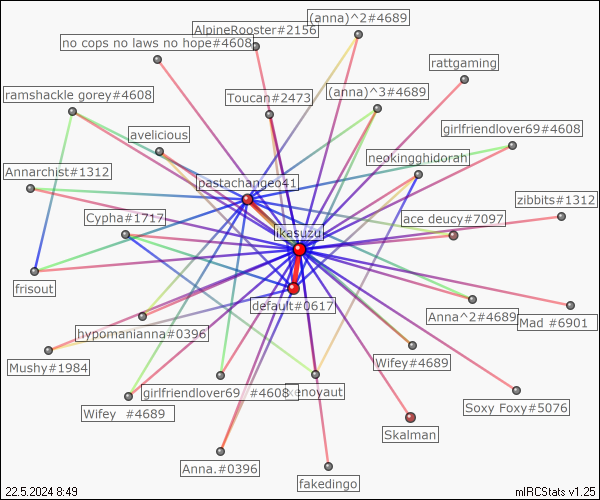 (anna)^2#4689
AlpineRooster#2156
no cops no laws no hope#4608
rattgaming
ramshackle gorey#4608
Toucan#2473
(anna)^3#4689
avelicious
girlfriendlover69#4608
neokingghidorah
Annarchist#1312
pastachangeo41
zibbits#1312
Cypha#1717
ace deucy#7097
ikasuzu
frisout
default#0617
Anna^2#4689
Mad #6901
hypomanianna#0396
Mushy#1984
Wifey#4689
girlfriendlover69 #4608
xenoyaut
Wifey #4689
Soxy Foxy#5076
Skalman
Anna.#0396
fakedingo
22.5.2024 8:49
mIRCStats v1.25